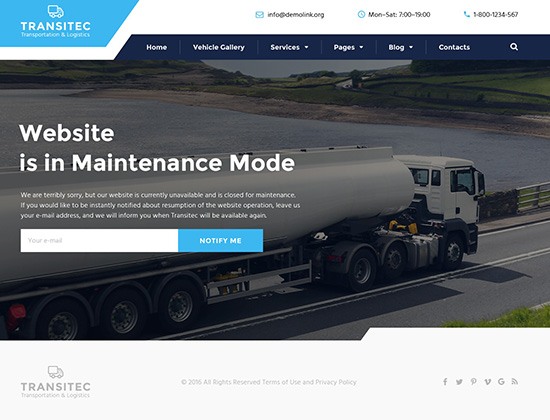 TRANSITEC
Transportation & Logistics
info@demolink.org
Mon–Sat: 7:00–19:00
1-800-1234-567
Home
Vehicle Gallery
Services
Pages
Blog
Contacts
Website
is in Maintenance Mode
We are terribly sorry, but our website is currently unavailable and is closed for maintenance.
If you would like to be instantly notified about resumption of the website operation, leave us
your e-mail address, and we will inform you when Transitec will be available again.
Your e-mail
NOTIFY ME
TRANSITEC
Transportation & Logistics
© 2016 All Rights Reserved Terms of Use and Privacy Policy